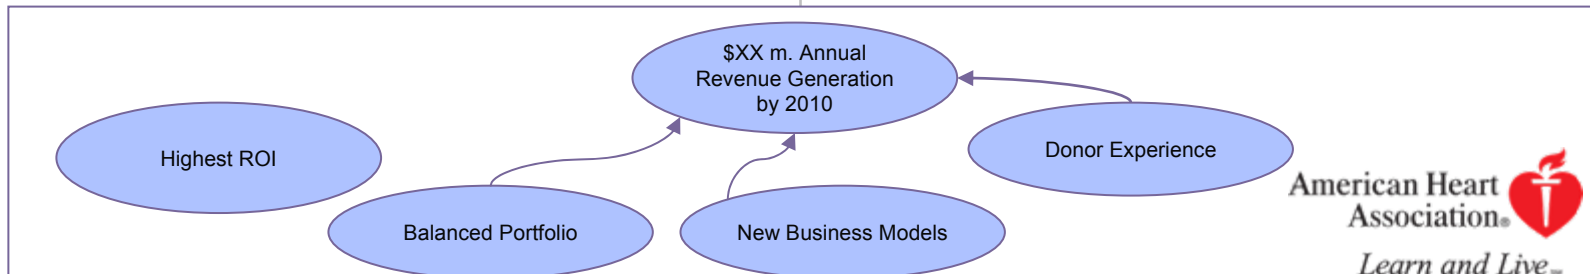 $XX m. Annual
Revenue Generation
by 2010
Highest ROI
Donor Experience
Balanced Portfolio
New Business Models
American Heart
Association®
Learn and Live℠